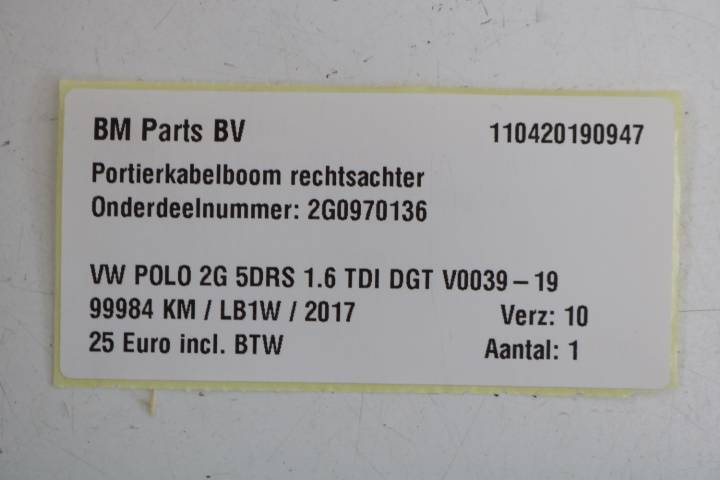 BM Parts BV 110420190947
Portierkabelboom rechtsachter
Onderdeelnummer: 2G0970136
VW POLO 2G 5DRS 1.6 TDI DGT V0039 – 19
99984 KM / LB1W / 2017 Verz: 10
25 Euro incl. BTW Aantal: 1